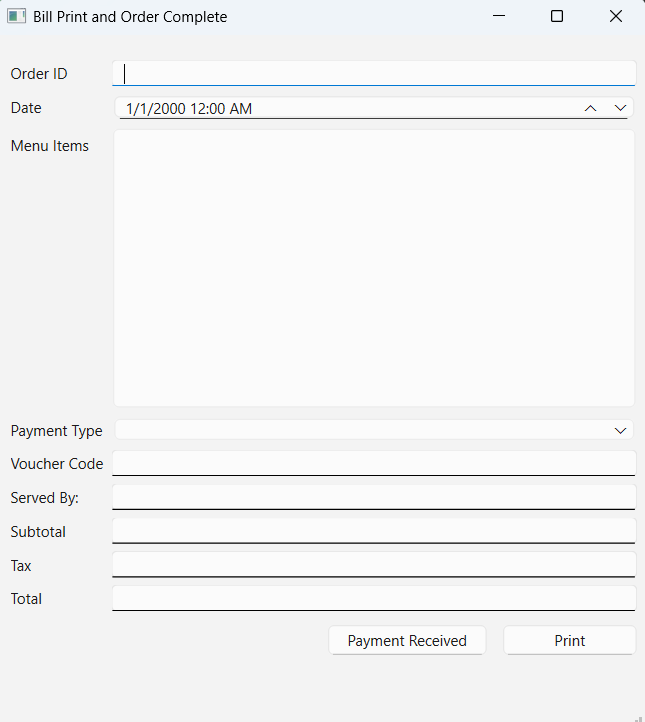 Bill Print and Order Complete
Order ID
Date 1/1/2000 12:00 AM
Menu Items
Payment Type
Voucher Code
Served By:
Subtotal
Tax
Total
Payment Received Print